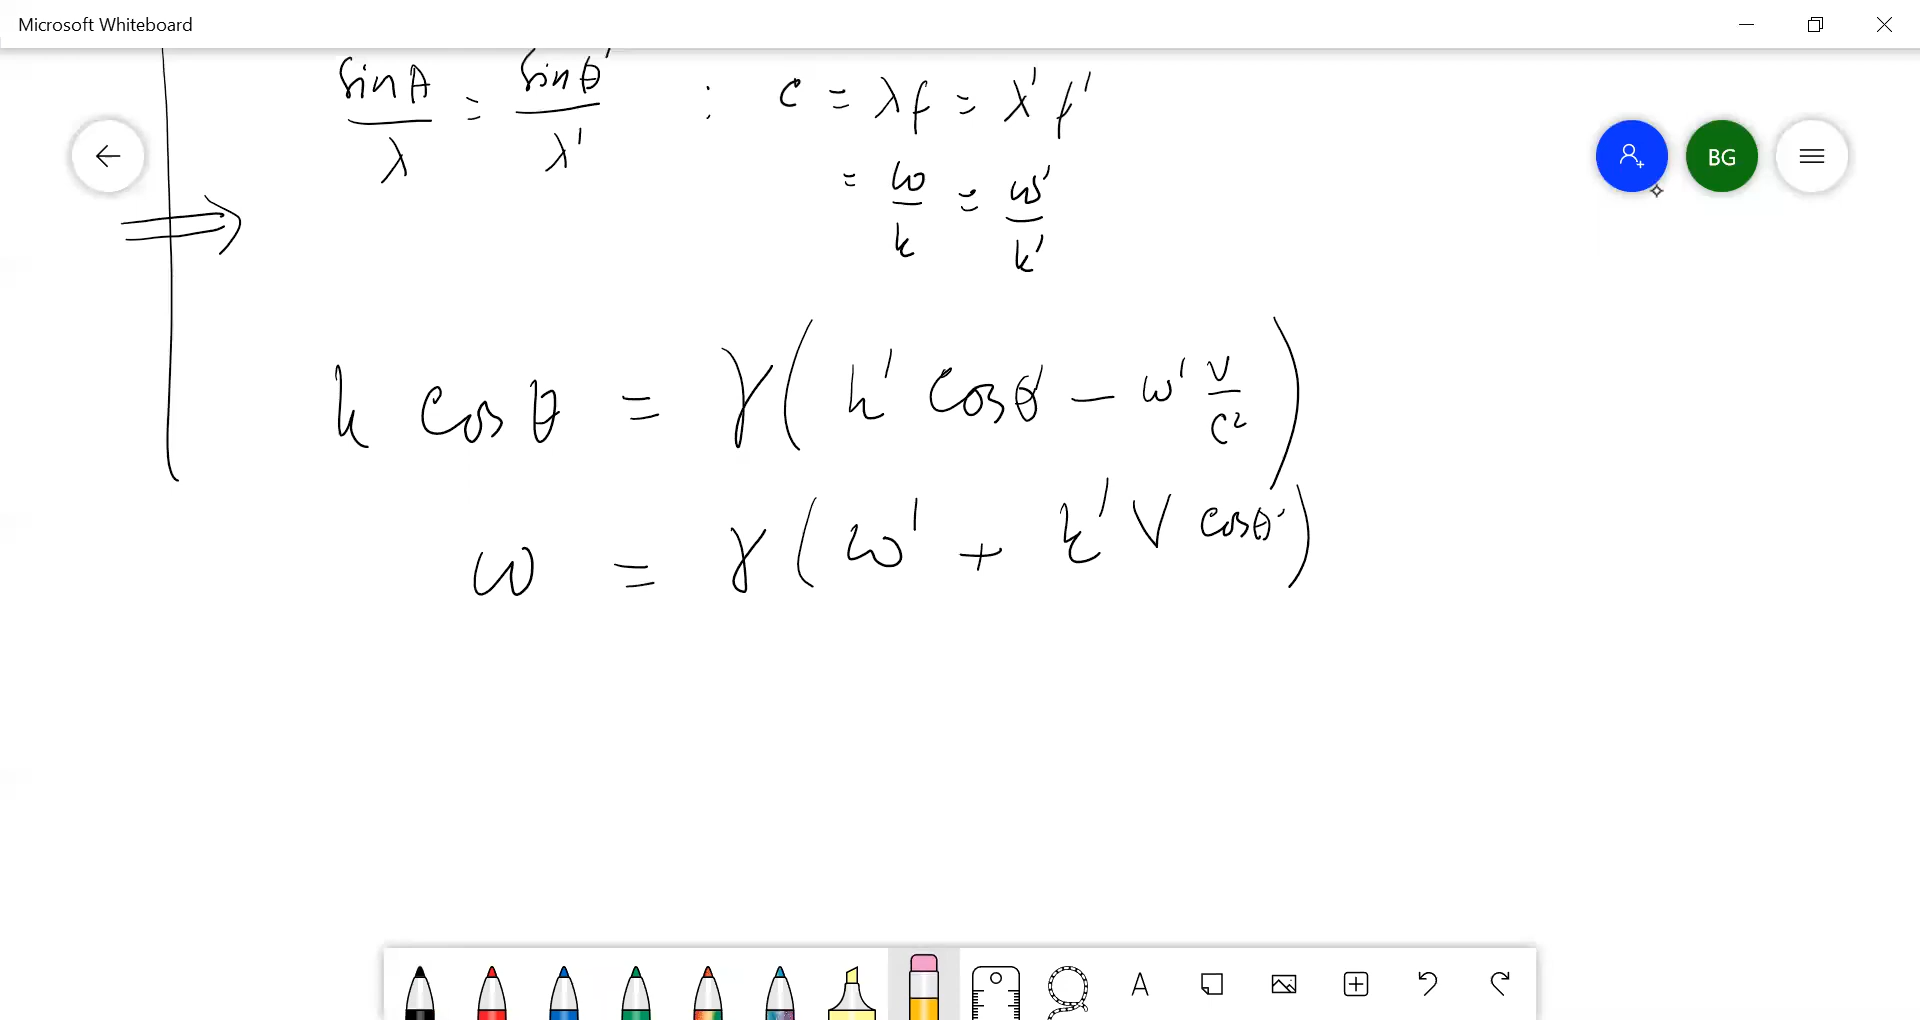 Microsoft Whiteboard
sin θ / λ = sin θ' / λ' : c = λf = λ'f'
= ω/k = ω'/k'
⇒
BG
k cos θ = γ( k' cos θ' − ω' V/c² )
ω = γ( ω' + k' V cos θ' )
A